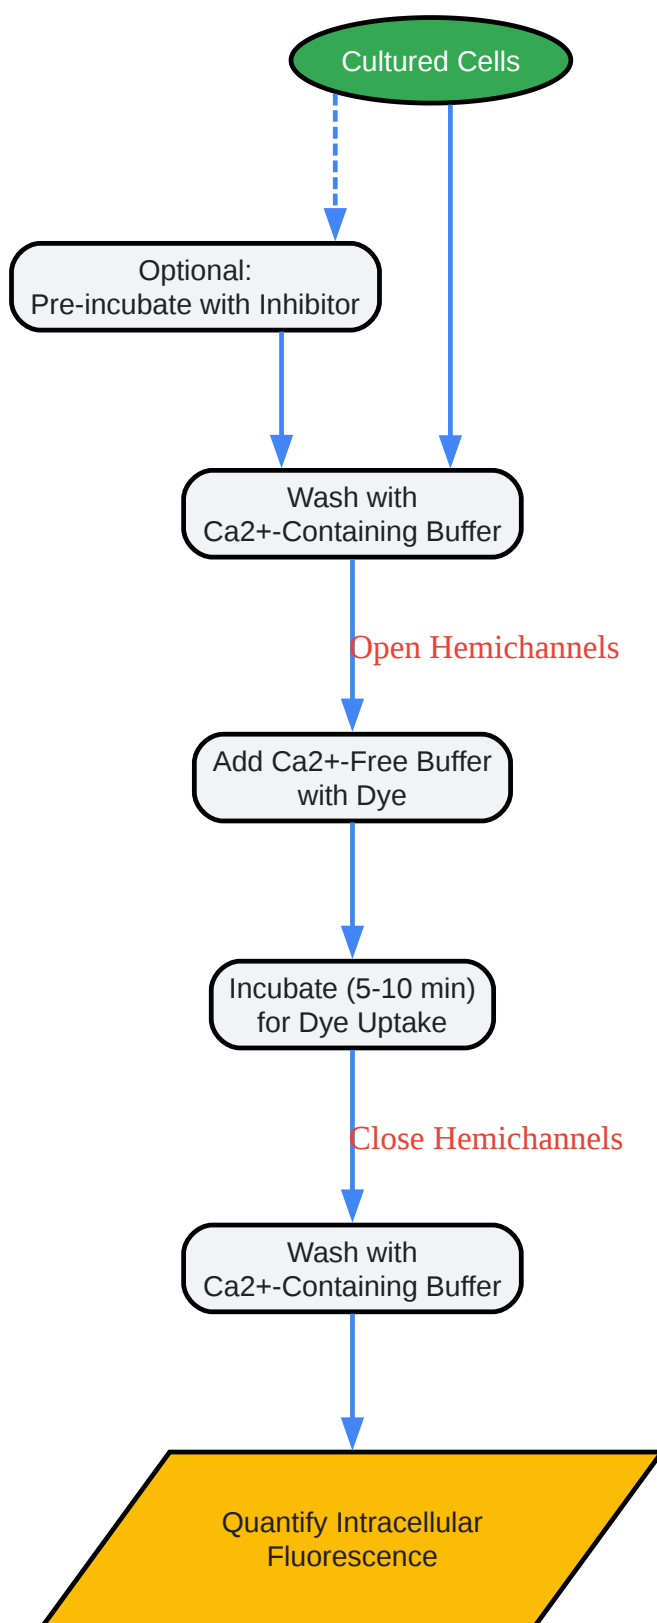 Cultured Cells
Optional:
Pre-incubate with Inhibitor
Wash with
Ca2+-Containing Buffer
Open Hemichannels
Add Ca2+-Free Buffer
with Dye
Incubate (5-10 min)
for Dye Uptake
Close Hemichannels
Wash with
Ca2+-Containing Buffer
Quantify Intracellular
Fluorescence